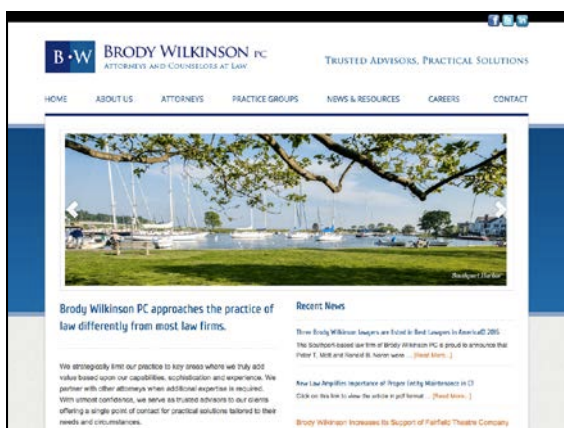 B·W
BRODY WILKINSON PC
ATTORNEYS AND COUNSELORS AT LAW
TRUSTED ADVISORS, PRACTICAL SOLUTIONS
HOME ABOUT US ATTORNEYS PRACTICE GROUPS NEWS & RESOURCES CAREERS CONTACT
Southport Harbor
Brody Wilkinson PC approaches the practice of
law differently from most law firms.
We strategically limit our practice to key areas where we truly add
value based upon our capabilities, sophistication and experience. We
partner with other attorneys when additional expertise is required.
With utmost confidence, we serve as trusted advisors to our clients
offering a single point of contact for practical solutions tailored to their
needs and circumstances.
Recent News
Three Brody Wilkinson Lawyers are listed in Best Lawyers in America© 2015
The Southport-based law firm of Brody Wilkinson PC is proud to announce that
Peter T. Mott and Ronald B. Noren were ... [Read More...]
New Law Amplifies Importance of Proper Entity Maintenance in CT
Click on this link to view the article in pdf format ... [Read More...]
Brody Wilkinson Increases Its Support of Fairfield Theatre Company